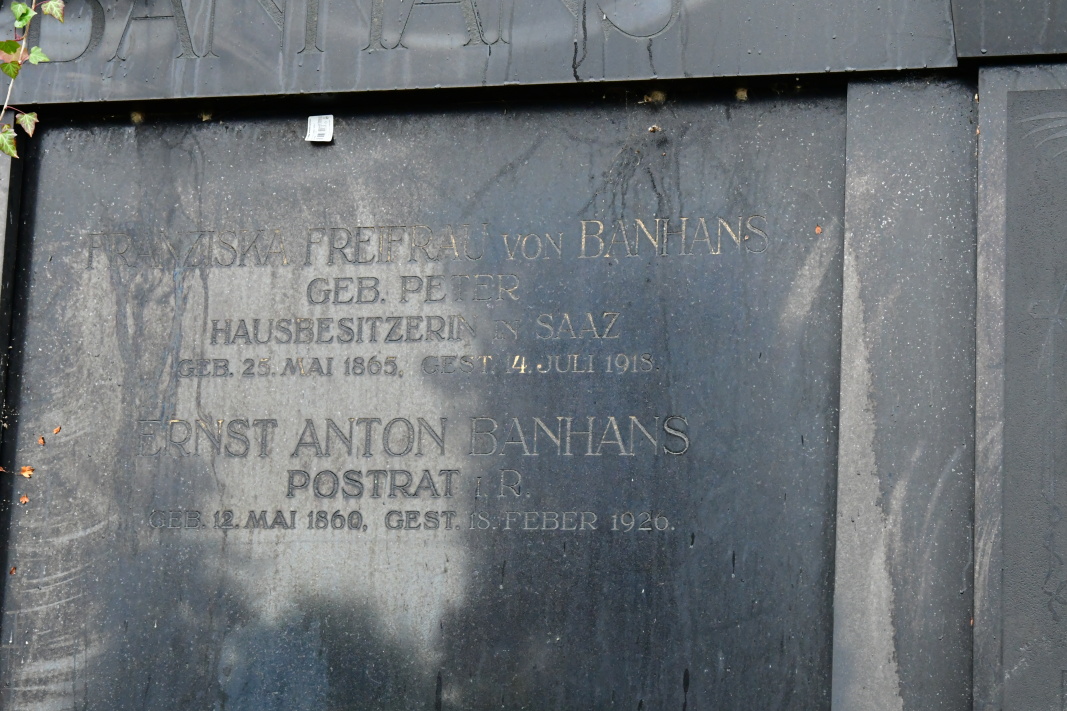 BANHANS
FRANZISKA FREIFRAU VON BANHANS
GEB. PETER
HAUSBESITZERIN IN SAAZ
GEB. 25. MAI 1865, GEST. 14. JULI 1918.
ERNST ANTON BANHANS
POSTRAT I. R.
GEB. 12. MAI 1860, GEST. 18. FEBER 1926.